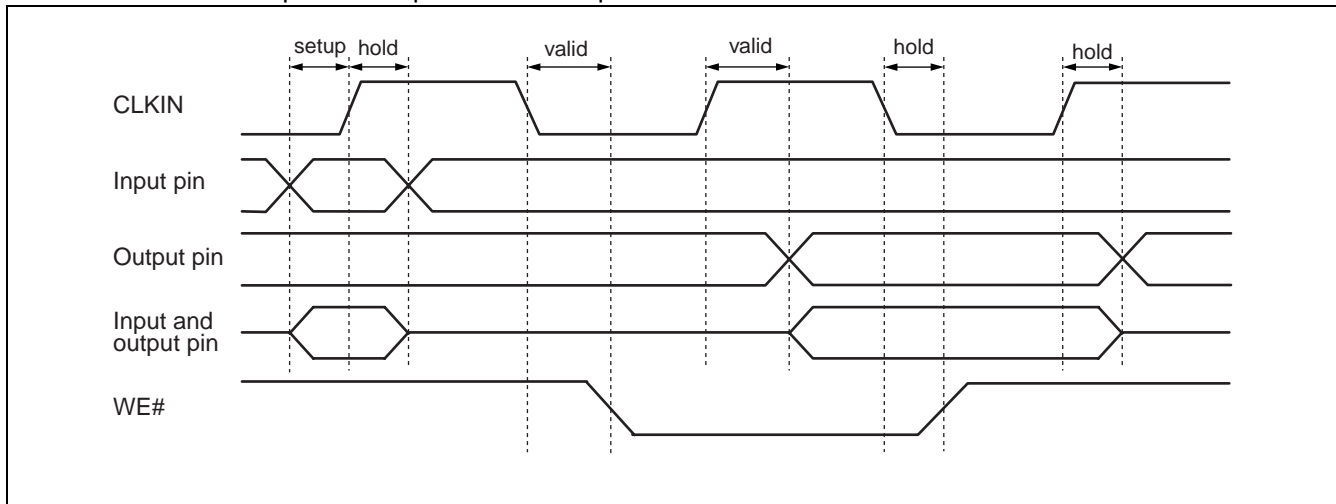 setup hold valid valid hold hold
CLKIN
Input pin
Output pin
Input and
output pin
WE#